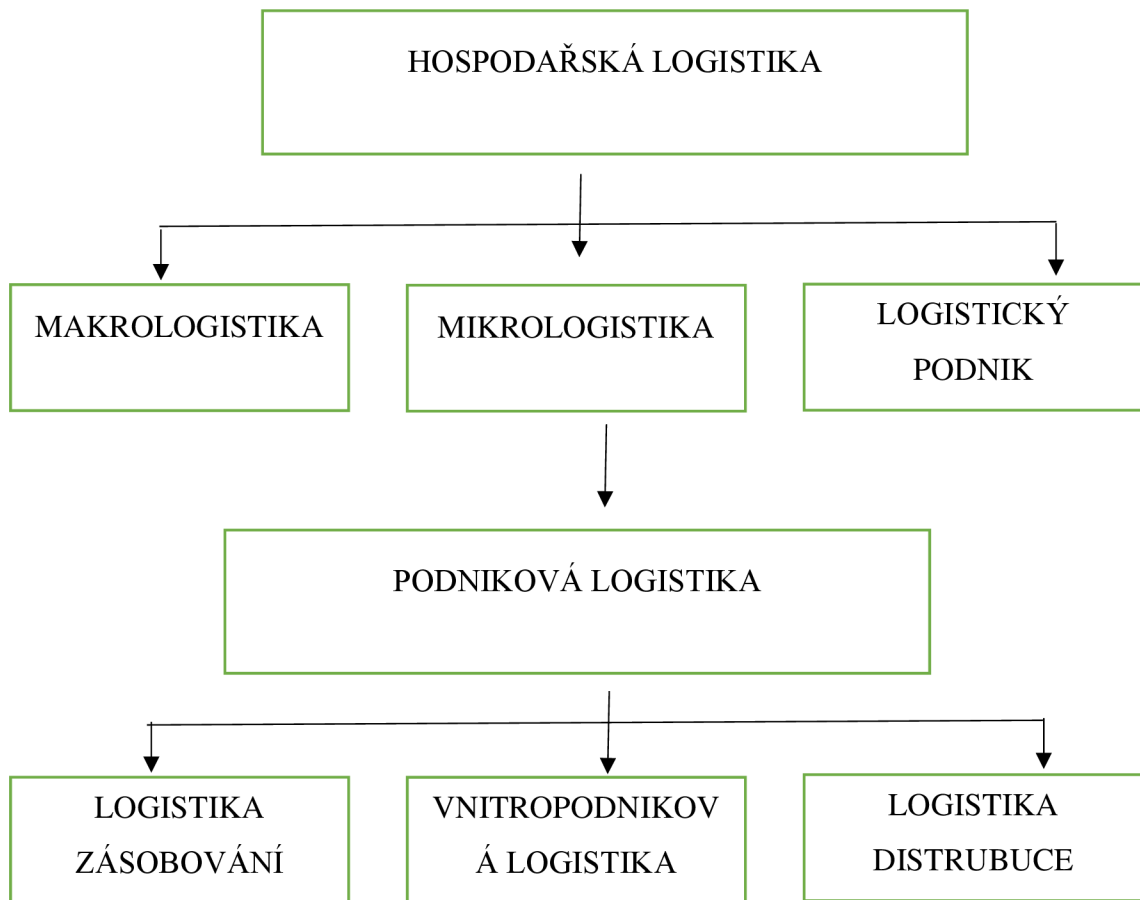 HOSPODAŘSKÁ LOGISTIKA
MAKROLOGISTIKA
MIKROLOGISTIKA
LOGISTICKÝ
PODNIK
PODNIKOVÁ LOGISTIKA
LOGISTIKA
ZÁSOBOVÁNÍ
VNITROPODNIKOV
Á LOGISTIKA
LOGISTIKA
DISTRUBUCE